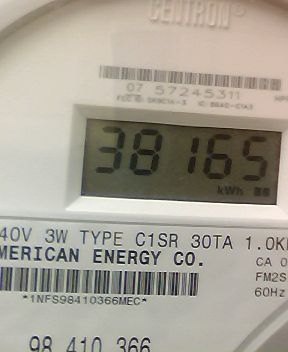 CENTRON®
07 57245311
38165
kWh
40V 3W TYPE C1SR 30TA 1.0K
MERICAN ENERGY CO.
CA 0
FM2S
60Hz
*1NFS98410366MEC*
98 410 366